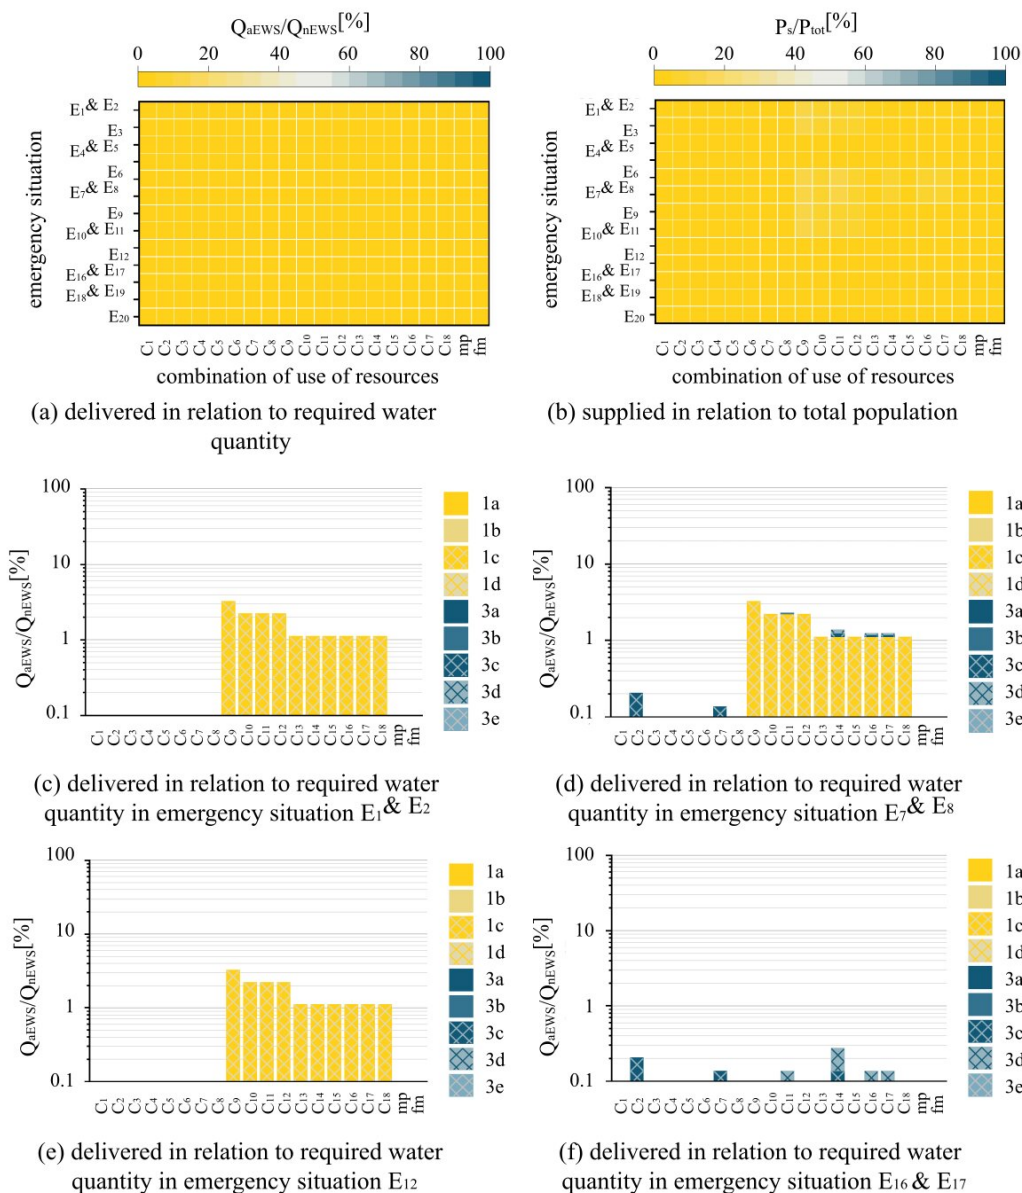 QaEWS/QnEWS[%]
0 20 40 60 80 100
emergency situation
E1& E2
E3
E4& E5
E6
E7& E8
E9
E10& E11
E12
E16& E17
E18& E19
E20
C1 C2 C3 C4 C5 C6 C7 C8 C9 C10 C11 C12 C13 C14 C15 C16 C17 C18 mp fm
combination of use of resources
(a) delivered in relation to required water
quantity
Ps/Ptot[%]
0 20 40 60 80 100
emergency situation
E1& E2
E3
E4& E5
E6
E7& E8
E9
E10& E11
E12
E16& E17
E18& E19
E20
C1 C2 C3 C4 C5 C6 C7 C8 C9 C10 C11 C12 C13 C14 C15 C16 C17 C18 mp fm
combination of use of resources
(b) supplied in relation to total population
QaEWS/QnEWS[%]
100
10
1
0.1
C1 C2 C3 C4 C5 C6 C7 C8 C9 C10 C11 C12 C13 C14 C15 C16 C17 C18 mp fm
1a
1b
1c
1d
3a
3b
3c
3d
3e
(c) delivered in relation to required water
quantity in emergency situation E1& E2
QaEWS/QnEWS[%]
100
10
1
0.1
C1 C2 C3 C4 C5 C6 C7 C8 C9 C10 C11 C12 C13 C14 C15 C16 C17 C18 mp fm
1a
1b
1c
1d
3a
3b
3c
3d
3e
(d) delivered in relation to required water
quantity in emergency situation E7& E8
QaEWS/QnEWS[%]
100
10
1
0.1
C1 C2 C3 C4 C5 C6 C7 C8 C9 C10 C11 C12 C13 C14 C15 C16 C17 C18 mp fm
1a
1b
1c
1d
3a
3b
3c
3d
3e
(e) delivered in relation to required water
quantity in emergency situation E12
QaEWS/QnEWS[%]
100
10
1
0.1
C1 C2 C3 C4 C5 C6 C7 C8 C9 C10 C11 C12 C13 C14 C15 C16 C17 C18 mp fm
1a
1b
1c
1d
3a
3b
3c
3d
3e
(f) delivered in relation to required water
quantity in emergency situation E16 & E17